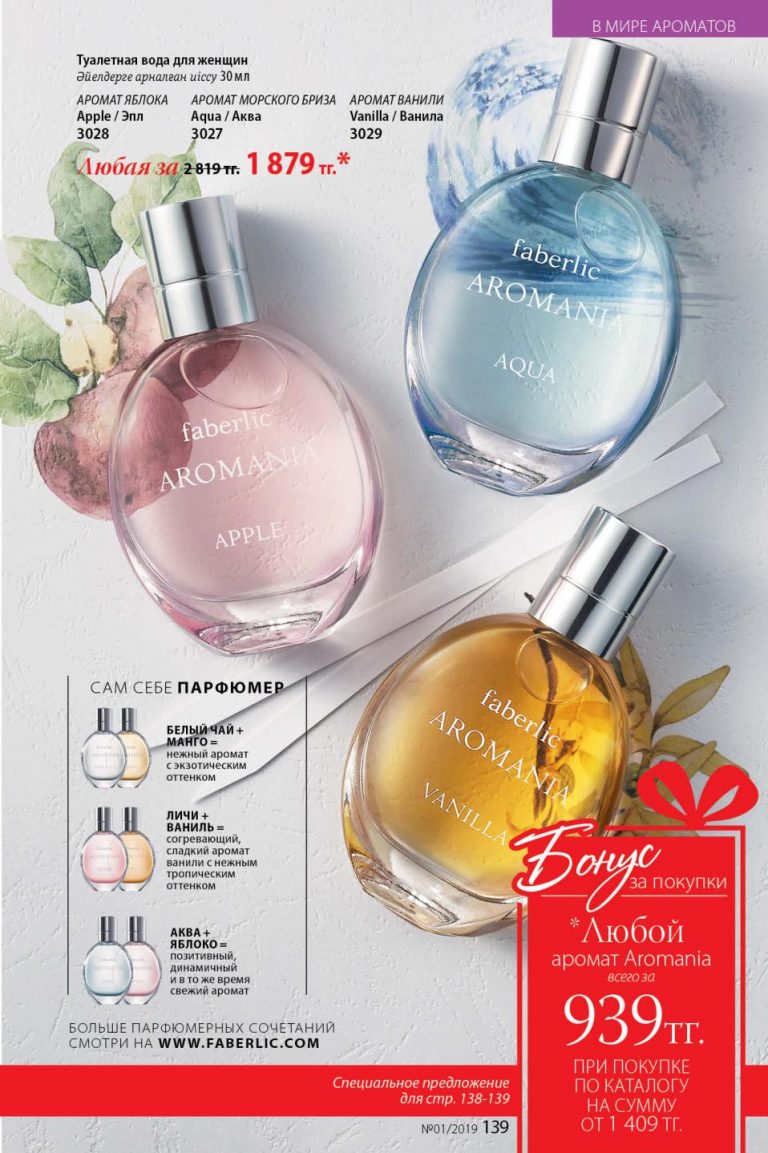 В МИРЕ АРОМАТОВ
Туалетная вода для женщин
Әйелдерге арналған иіссу 30 мл
АРОМАТ ЯБЛОКА
Apple / Эпл
3028
АРОМАТ МОРСКОГО БРИЗА
Aqua / Аква
3027
АРОМАТ ВАНИЛИ
Vanilla / Ванила
3029
Любая за 2 819 тг. 1 879 тг.*
faberlic
AROMANIA
AQUA
faberlic
AROMANIA
APPLE
faberlic
AROMANIA
VANILLA
САМ СЕБЕ ПАРФЮМЕР
БЕЛЫЙ ЧАЙ +
МАНГО =
нежный аромат
с экзотическим
оттенком
ЛИЧИ +
ВАНИЛЬ =
согревающий,
сладкий аромат
ванили с нежным
тропическим
оттенком
АКВА +
ЯБЛОКО =
позитивный,
динамичный
и в то же время
свежий аромат
БОЛЬШЕ ПАРФЮМЕРНЫХ СОЧЕТАНИЙ
СМОТРИ НА WWW.FABERLIC.COM
Бонус
за покупки
*Любой
аромат Aromania
всего за
939 тг.
ПРИ ПОКУПКЕ
ПО КАТАЛОГУ
НА СУММУ
ОТ 1 409 ТГ.
Специальное предложение
для стр. 138-139
№01/2019 139